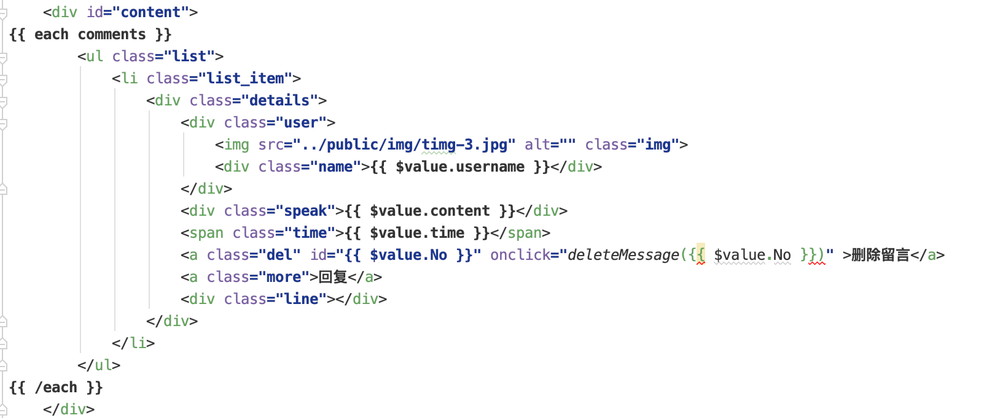 <div id="content">
{{ each comments }}
<ul class="list">
<li class="list_item">
<div class="details">
<div class="user">
<img src="../public/img/timg-3.jpg" alt="" class="img">
<div class="name">{{ $value.username }}</div>
</div>
<div class="speak">{{ $value.content }}</div>
<span class="time">{{ $value.time }}</span>
<a class="del" id="{{ $value.No }}" onclick="deleteMessage({{ $value.No }})" >删除留言</a>
<a class="more">回复</a>
<div class="line"></div>
</div>
</li>
</ul>
{{ /each }}
</div>